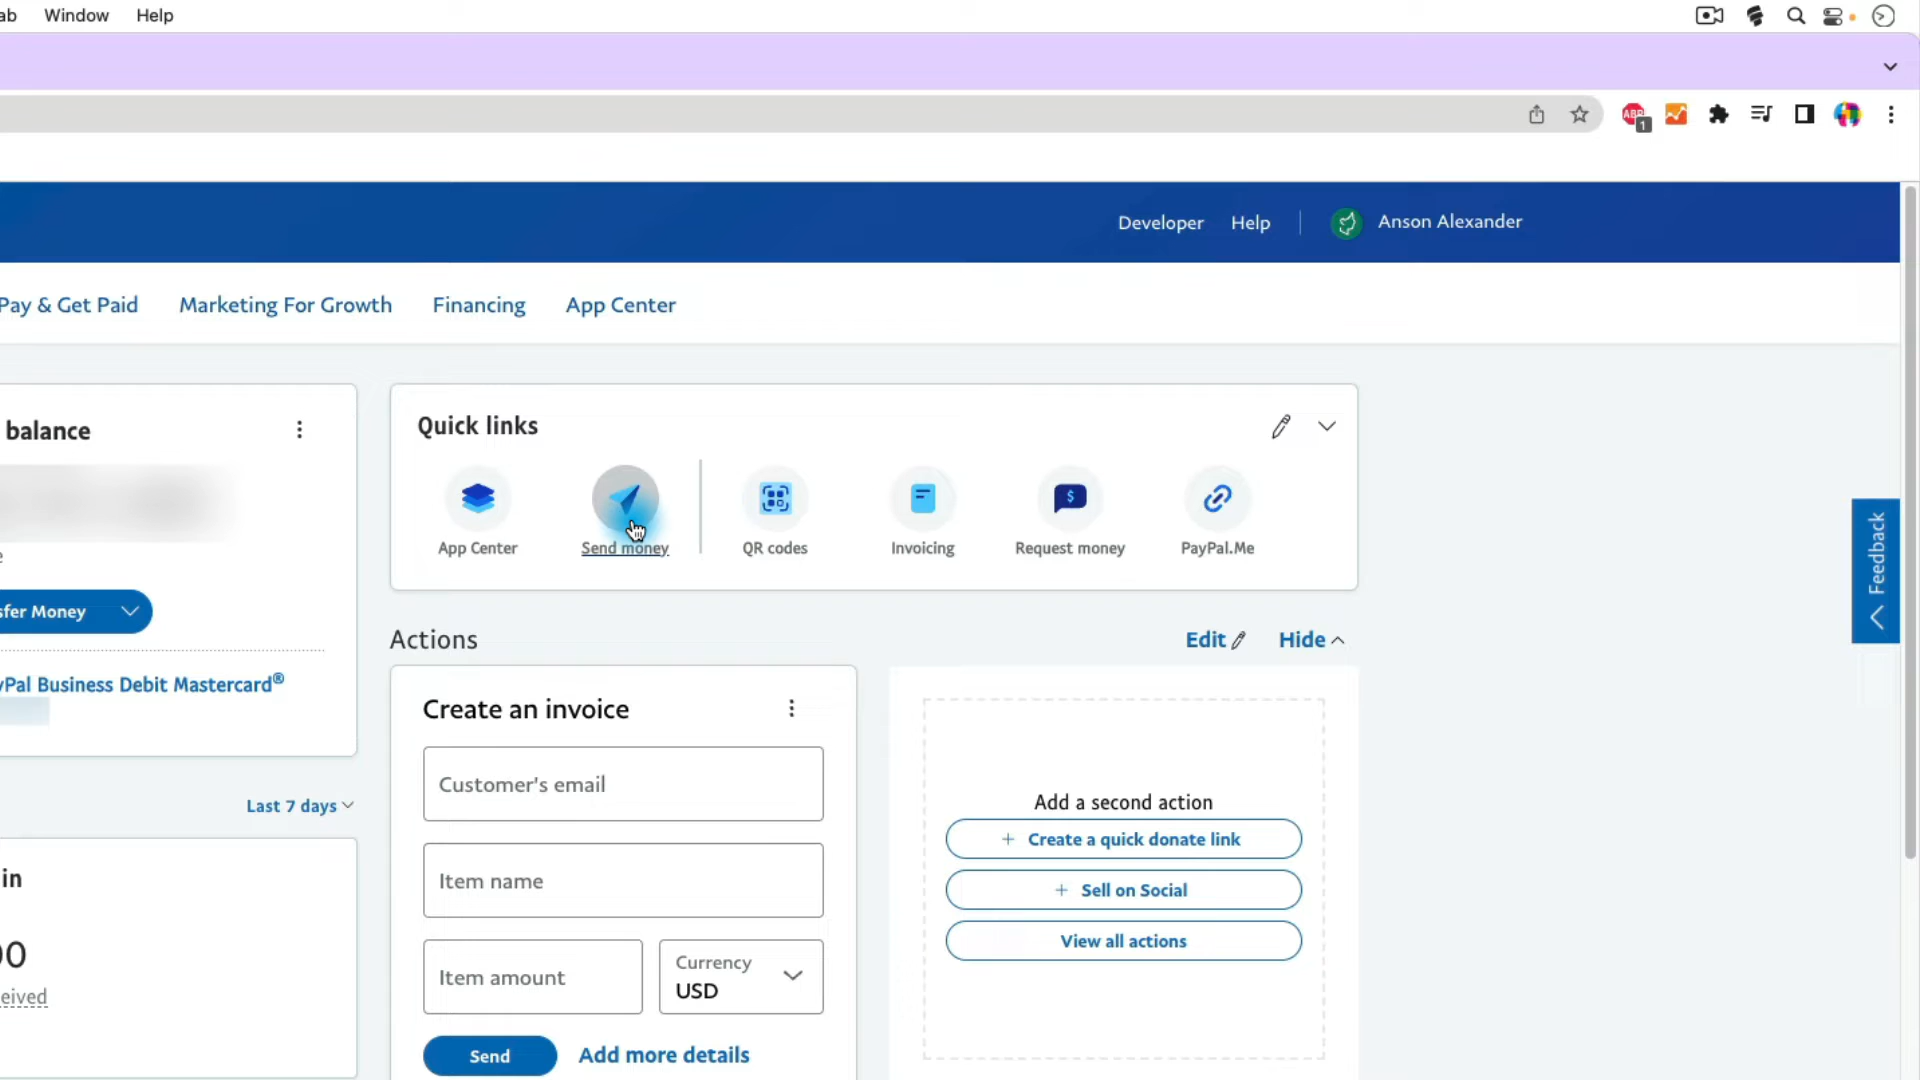 Window Help
ABP 1
Developer Help Anson Alexander
Pay & Get Paid Marketing For Growth Financing App Center
balance
Quick links
App Center Send money QR codes Invoicing Request money PayPal.Me
sfer Money
yPal Business Debit Mastercard®
Feedback
Actions Edit Hide
Create an invoice
Customer's email
Item name
Item amount
Currency
USD
Send Add more details
Add a second action
+ Create a quick donate link
+ Sell on Social
View all actions
Last 7 days
in
00
eived